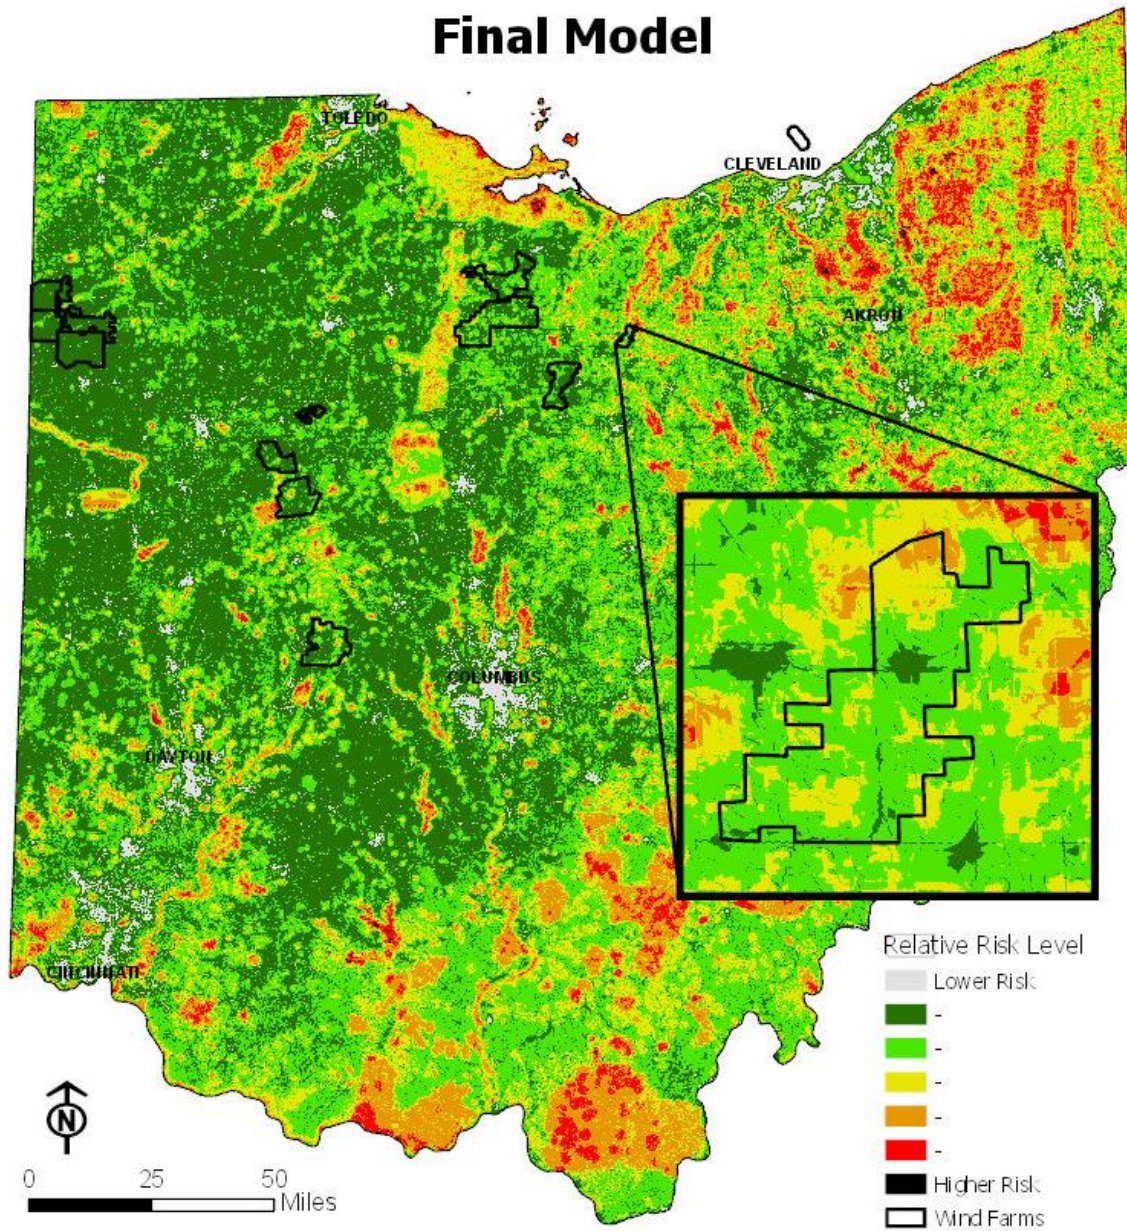 Final Model
TOLEDO
CLEVELAND
AKRON
COLUMBUS
DAYTON
CINCINNATI
Relative Risk Level
Lower Risk
-
-
-
-
-
Higher Risk
Wind Farms
N
0 25 50
Miles